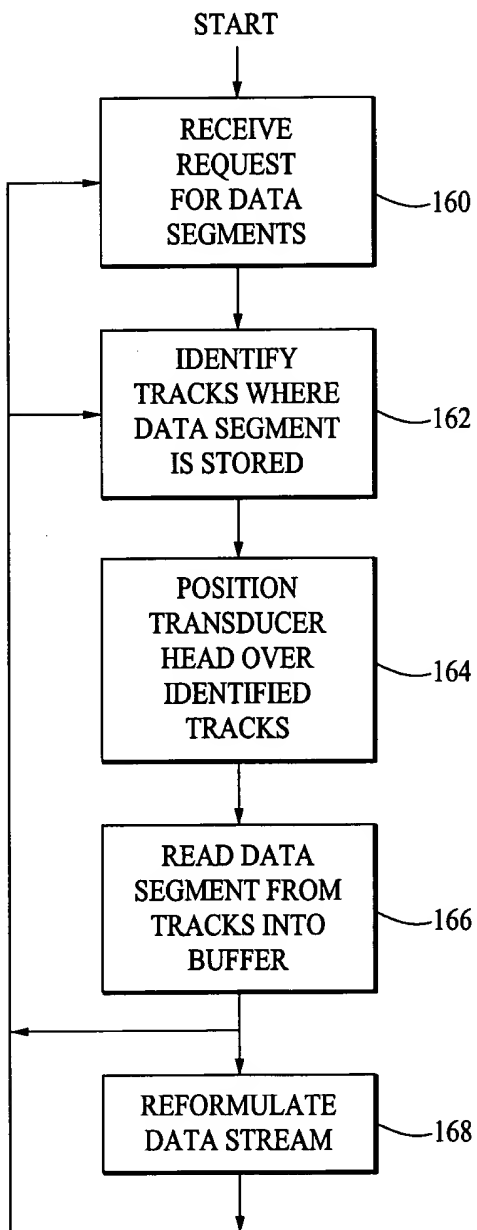 START
RECEIVE
REQUEST
FOR DATA
SEGMENTS
160
IDENTIFY
TRACKS WHERE
DATA SEGMENT
IS STORED
162
POSITION
TRANSDUCER
HEAD OVER
IDENTIFIED
TRACKS
164
READ DATA
SEGMENT FROM
TRACKS INTO
BUFFER
166
REFORMULATE
DATA STREAM
168